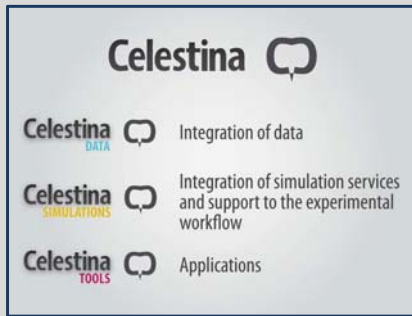 Celestina
Celestina
DATA
Integration of data
Celestina
SIMULATIONS
Integration of simulation services
and support to the experimental
workflow
Celestina
TOOLS
Applications